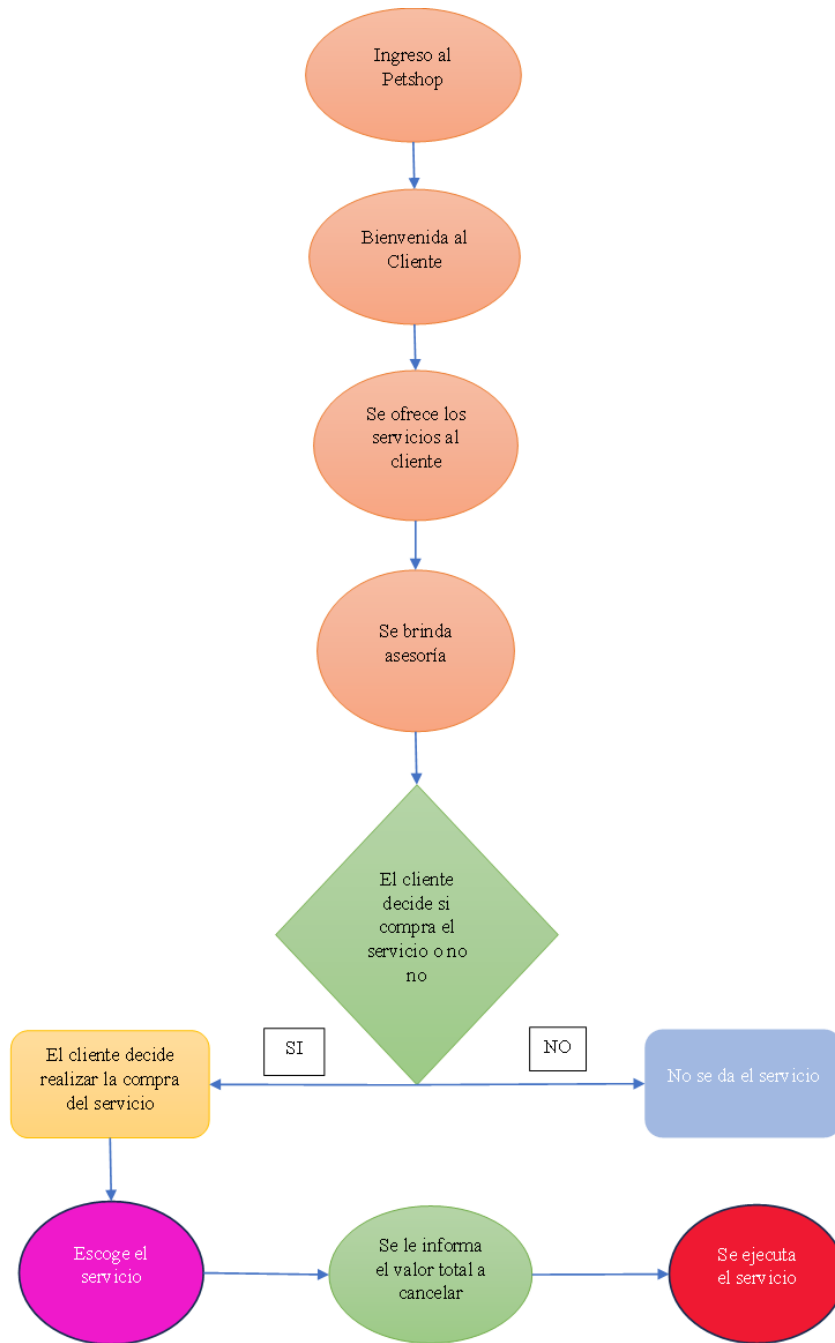 Ingreso al
Petshop
Bienvenida al
Cliente
Se ofrece los
servicios al
cliente
Se brinda
asesoría
El cliente
decide si
compra el
servicio o no
no
SI
NO
El cliente decide
realizar la compra
del servicio
No se da el servicio
Escoge el
servicio
Se le informa
el valor total a
cancelar
Se ejecuta
el servicio